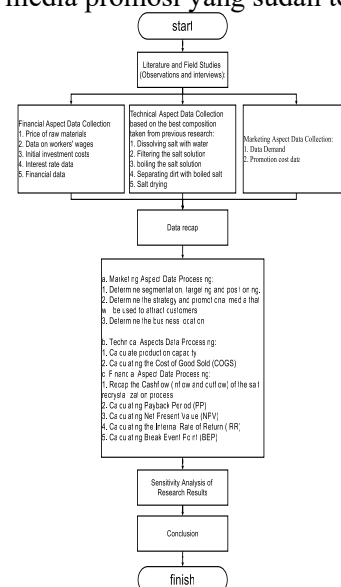 media promosi yang sudah
start
Literature and Field Studies
(Observations and interviews):
Financial Aspect Data Collection:
1. Price of raw materials
2. Data on workers' wages
3. Initial investment costs
4. Interest rate data
5. Financial data
Technical Aspect Data Collection
based on the best composition
taken from previous research:
1. Dissolving salt with water
2. Filtering the salt solution
3. boiling the salt solution
4. Separating dirt with boiled salt
5. Salt drying
Marketing Aspect Data Collection:
1. Data Demand
2. Promotion cost date
Data recap
a. Marketing Aspect Data Processing:
1. Determine segmentation, targeting and positioning.
2. Determine the strategy and promotional media that
be used to attract customers
3. Determine the business location
b. Technical Aspects Data Processing:
1. Calculate production capacity
2. Calculating the Cost of Good Sold (COGS)
c. Financial Aspect Data Processing:
1. Recap the Cashflow (inflow and outflow) of the salt
recrystallization process
2. Calculating Payback Period (PP)
3. Calculating Net Present Value (NPV)
4. Calculating the Internal Rate of Return (IRR)
5. Calculating Break Event Point (BEP)
Sensitivity Analysis of
Research Results
Conclusion
finish